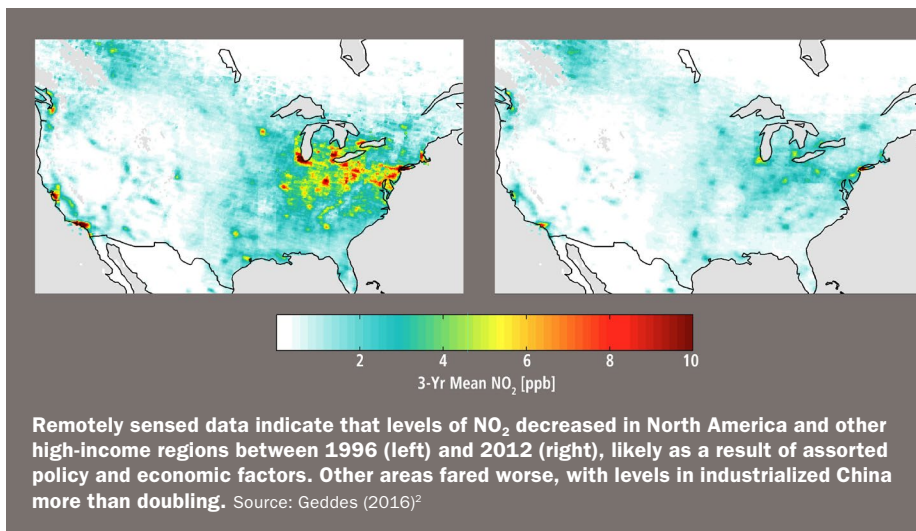 2 4 6 8 10
3-Yr Mean NO₂ [ppb]
Remotely sensed data indicate that levels of NO₂ decreased in North America and other
high-income regions between 1996 (left) and 2012 (right), likely as a result of assorted
policy and economic factors. Other areas fared worse, with levels in industrialized China
more than doubling. Source: Geddes (2016)²